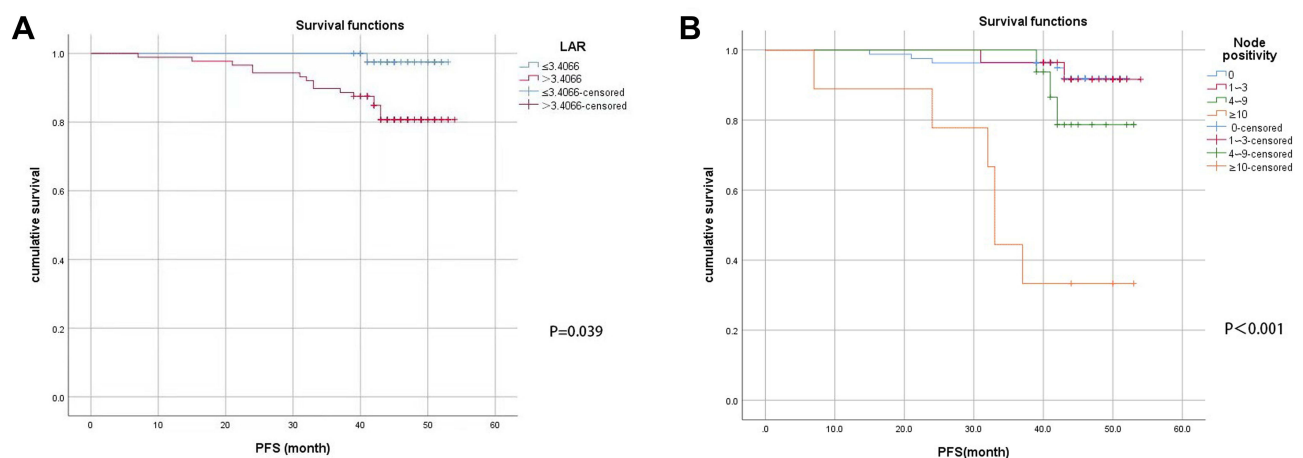 A
Survival functions
LAR
≤3.4066
>3.4066
≤3.4066-censored
>3.4066-censored
1.0
0.8
0.6
0.4
0.2
0.0
cumulative survival
0 10 20 30 40 50 60
PFS (month)
P=0.039
B
Survival functions
Node
positivity
0
1~3
4~9
≥10
0-censored
1~3-censored
4~9-censored
≥10-censored
1.0
0.8
0.6
0.4
0.2
0.0
cumulative survival
.0 10.0 20.0 30.0 40.0 50.0 60.0
PFS(month)
P<0.001